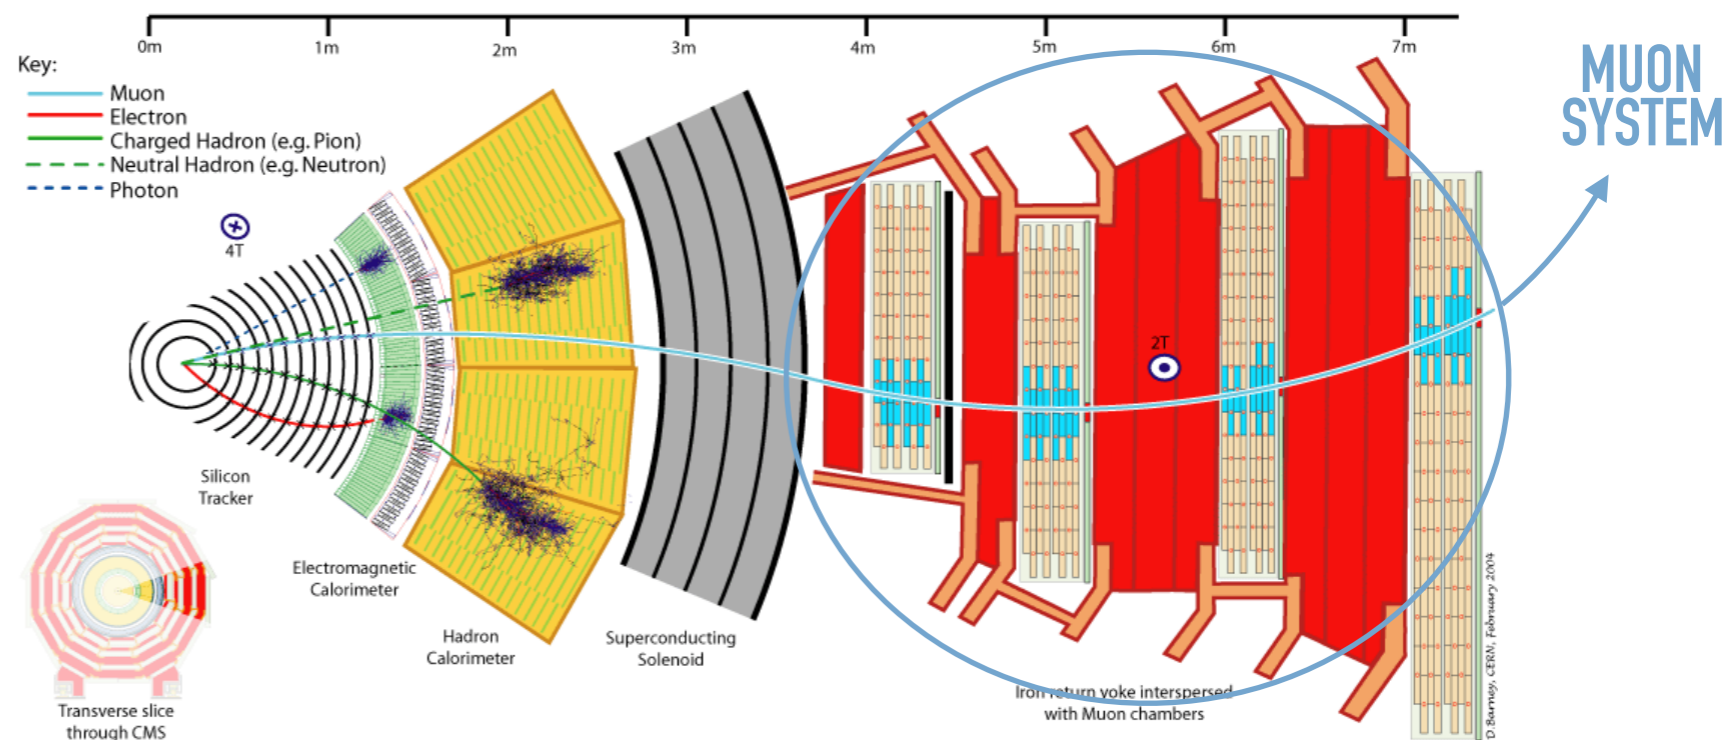 0m 1m 2m 3m 4m 5m 6m 7m
MUON
SYSTEM
Key:
Muon
Electron
Charged Hadron (e.g. Pion)
Neutral Hadron (e.g. Neutron)
Photon
4T
2T
Silicon
Tracker
Electromagnetic
Calorimeter
Hadron
Calorimeter
Superconducting
Solenoid
Iron return yoke interspersed
with Muon chambers
Transverse slice
through CMS
D.Barney, CERN, February 2004